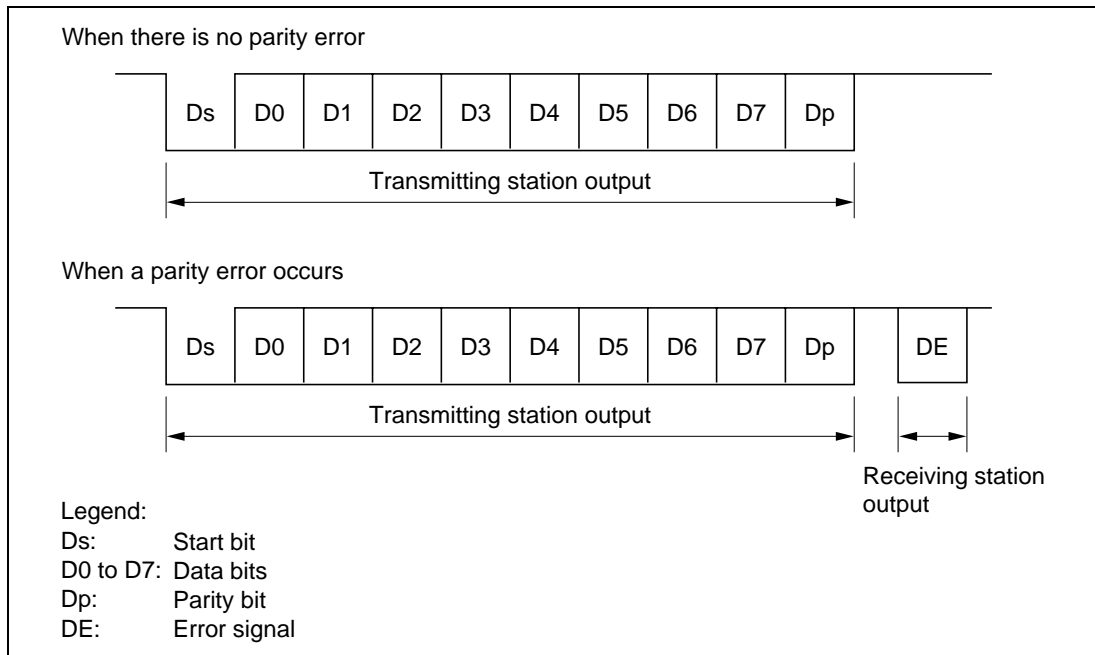 When there is no parity error
Ds D0 D1 D2 D3 D4 D5 D6 D7 Dp
Transmitting station output
When a parity error occurs
Ds D0 D1 D2 D3 D4 D5 D6 D7 Dp DE
Transmitting station output
Receiving station
output
Legend:
Ds: Start bit
D0 to D7: Data bits
Dp: Parity bit
DE: Error signal